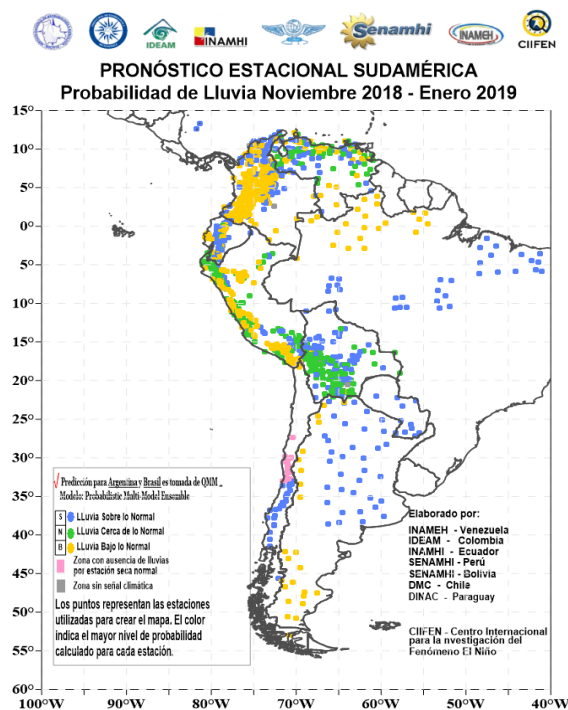 IDEAM
INAMHI
Senamhi
INAMEH
CIIFEN
PRONÓSTICO ESTACIONAL SUDAMÉRICA
Probabilidad de Lluvia Noviembre 2018 - Enero 2019
15º
10º
5º
0º
5º
10º
15º
20º
25º
30º
35º
40º
45º
50º
55º
60º
100ºW
90ºW
80ºW
70ºW
60ºW
50ºW
40ºW
√ Predicción para Argentina y Brasil es tomada de QMM _
Modelo: Probabilistic Multi-Model Ensemble
S LLuvia Sobre lo Normal
N LLuvia Cerca de lo Normal
B LLuvia Bajo lo Normal
Zona con ausencia de lluvias
por estación seca normal
Zona sin señal climática
Los puntos representan las estaciones
utilizadas para crear el mapa. El color
indica el mayor nivel de probabilidad
calculado para cada estación.
Elaborado por:
INAMEH - Venezuela
IDEAM - Colombia
INAMHI - Ecuador
SENAMHI - Perú
SENAMHI - Bolivia
DMC - Chile
DINAC - Paraguay
CIIFEN - Centro Internacional
para la nvestigación del
Fenómeno El Niño